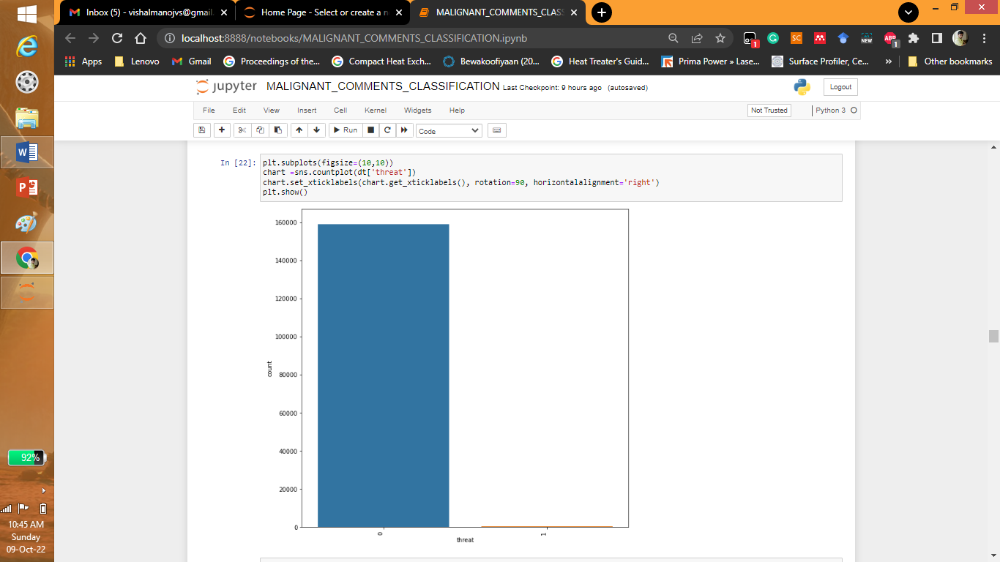 Inbox (5) - vishalmanojvs@gmail.
Home Page - Select or create a n
MALIGNANT_COMMENTS_CLASS
localhost:8888/notebooks/MALIGNANT_COMMENTS_CLASSIFICATION.ipynb
SC
NEW
ABP
1
1
Apps
Lenovo
Gmail
Proceedings of the...
Compact Heat Exch...
Bewakoofiyaan (20...
Heat Treater's Guid...
Prima Power » Lase...
Surface Profiler, Ce...
»
Other bookmarks
jupyter MALIGNANT_COMMENTS_CLASSIFICATION Last Checkpoint: 9 hours ago (autosaved)
Logout
File Edit View Insert Cell Kernel Widgets Help
Not Trusted
Python 3
Run
Code
In [22]: plt.subplots(figsize=(10,10))
chart =sns.countplot(dt['threat'])
chart.set_xticklabels(chart.get_xticklabels(), rotation=90, horizontalalignment='right')
plt.show()
160000
140000
120000
100000
80000
60000
40000
20000
0
count
0
1
threat
92%
10:45 AM
Sunday
09-Oct-22